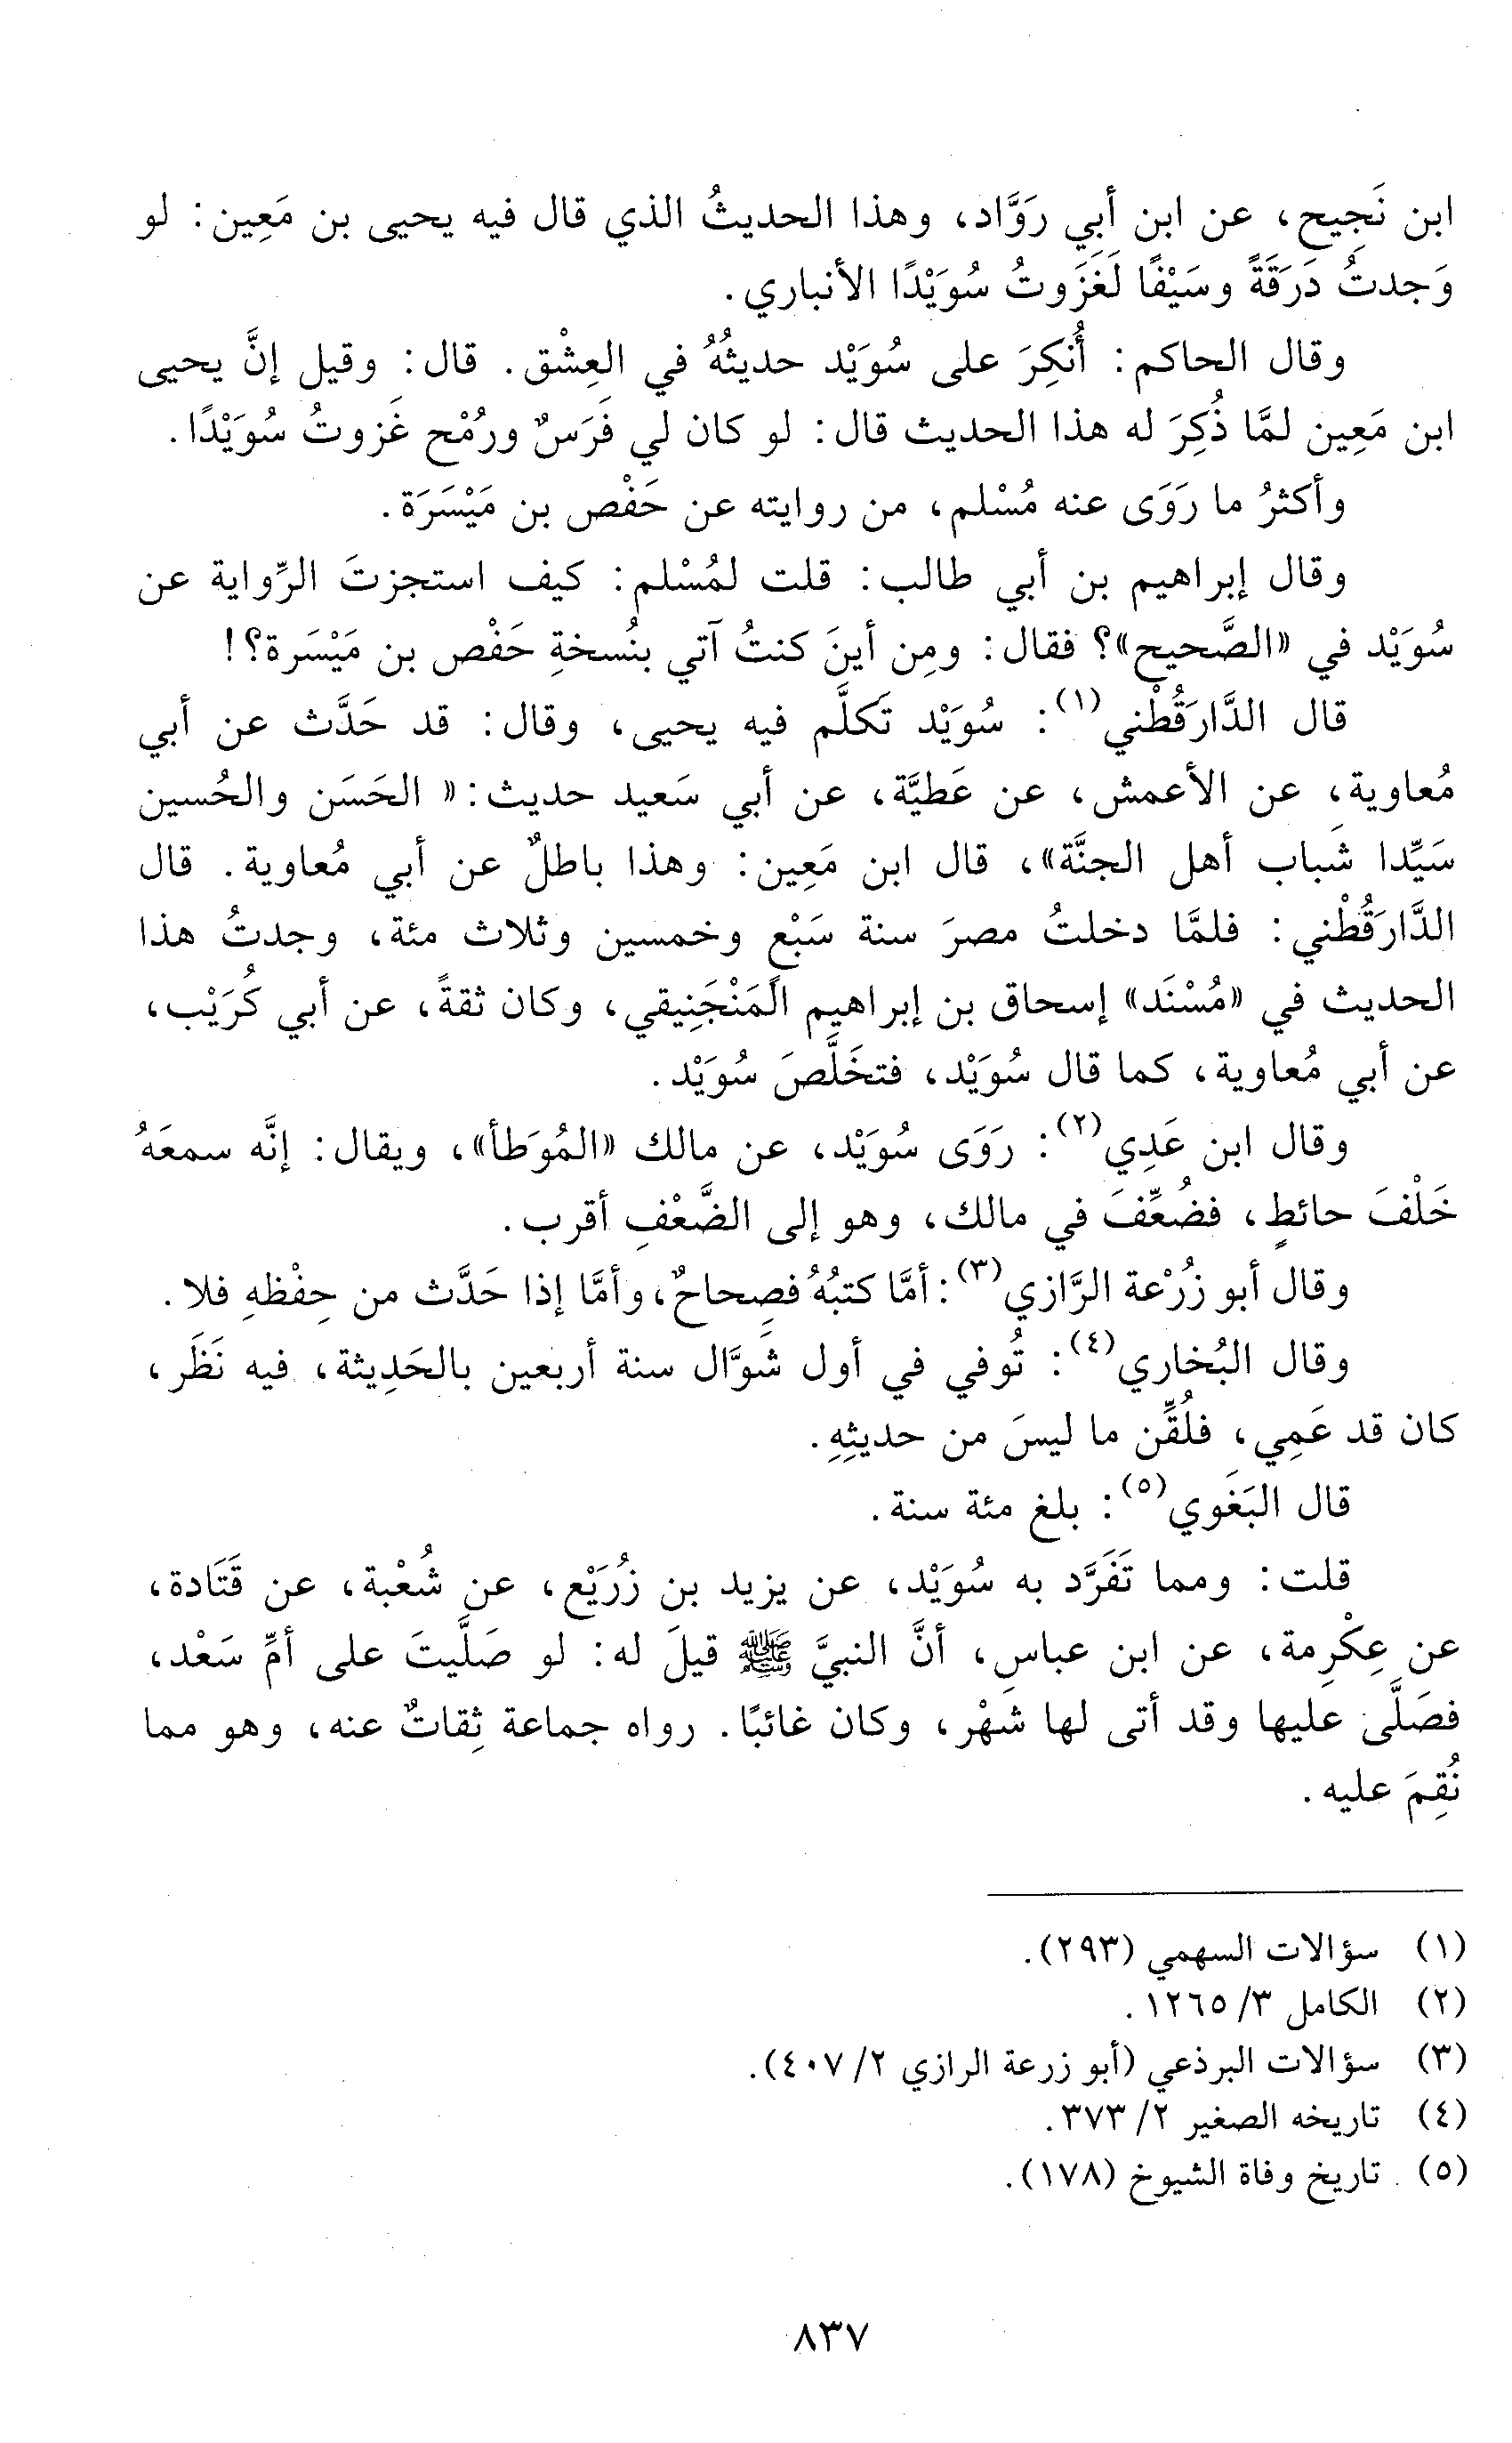 ابن نَجِيح، عن ابن أَبِي رَوَّاد، وهذا الحديثُ الذي قال فيه يحيى بن مَعِين: لو
وَجدتُ دَرَقَةً وسَيْفًا لَغَزَوتُ سُوَيْدًا الأنباري.
وقال الحاكم: أُنكِرَ على سُوَيْد حديثُهُ في العِشْق. قال: وقيل إنَّ يحيى
ابن مَعِين لمَّا ذُكِرَ له هذا الحديث قال: لو كان لي فَرَسٌ ورُمْح غَزوتُ سُوَيْدًا.
وأكثرُ ما رَوَى عنه مُسْلم، من روايته عن حَفْص بن مَيْسَرَة.
وقال إبراهيم بن أبي طالب: قلت لمُسْلم: كيف استجزتَ الرِّواية عن
سُوَيْد في «الصَّحيح»؟ فقال: ومِن أينَ كنتُ آتي بنُسخةِ حَفْص بن مَيْسَرة؟!
قال الدَّارَقُطْني(١): سُوَيْد تَكلَّم فيه يحيى، وقال: قد حَدَّث عن أبي
مُعاوية، عن الأعمش، عن عَطيَّة، عن أبي سَعيد حديث: « الحَسَن والحُسين
سَيِّدا شَباب أهل الجنَّة»، قال ابن مَعِين: وهذا باطلٌ عن أبي مُعاوية. قال
الدَّارَقُطْني: فلمَّا دخلتُ مصرَ سنة سَبْعٍ وخمسين وثلاث مئة، وجدتُ هذا
الحديث في «مُسْنَد» إسحاق بن إبراهيم المَنْجَنِيقي، وكان ثقةً، عن أبي كُرَيْب،
عن أبي مُعاوية، كما قال سُوَيْد، فتخَلَّصَ سُوَيْد.
وقال ابن عَدِي(٢): رَوَى سُوَيْد، عن مالك «المُوَطأ»، ويقال: إنَّه سمعَهُ
خَلْفَ حائطٍ، فضُعِّفَ في مالك، وهو إلى الضَّعْفِ أقرب.
وقال أبو زُرْعة الرَّازي(٣): أمَّا كتبُهُ فصِحاحٌ، وأمَّا إذا حَدَّث من حِفْظهِ فلا.
وقال البُخاري(٤): تُوفي في أول شَوَّال سنة أربعين بالحَدِيثة، فيه نَظَر،
كان قد عَمِي، فلُقِّن ما ليسَ من حديثِهِ.
قال البَغَوي(٥): بلغ مئة سنة.
قلت: ومما تَفَرَّد به سُوَيْد، عن يزيد بن زُرَيْع، عن شُعْبة، عن قَتَادة،
عن عِكْرِمة، عن ابن عباسٍ، أنَّ النبيَّ ﷺ قيلَ له: لو صَلَّيتَ على أمِّ سَعْد،
فصَلَّى عليها وقد أتى لها شهْر، وكان غائبًا. رواه جماعة ثِقاتٌ عنه، وهو مما
نُقِمَ عليه.
(١) سؤالات السهمي (٢٩٣).
(٢) الكامل ٣/ ١٢٦٥.
(٣) سؤالات البرذعي (أبو زرعة الرازي ٢/ ٤٠٧).
(٤) تاريخه الصغير ٢/ ٣٧٣.
(٥) تاريخ وفاة الشيوخ (١٧٨).
٨٣٧